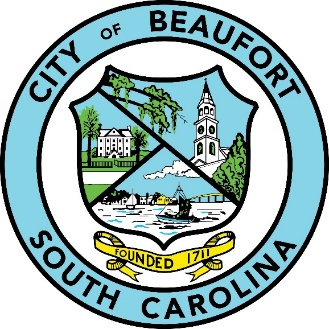 CITY OF BEAUFORT
FOUNDED 1711
SOUTH CAROLINA